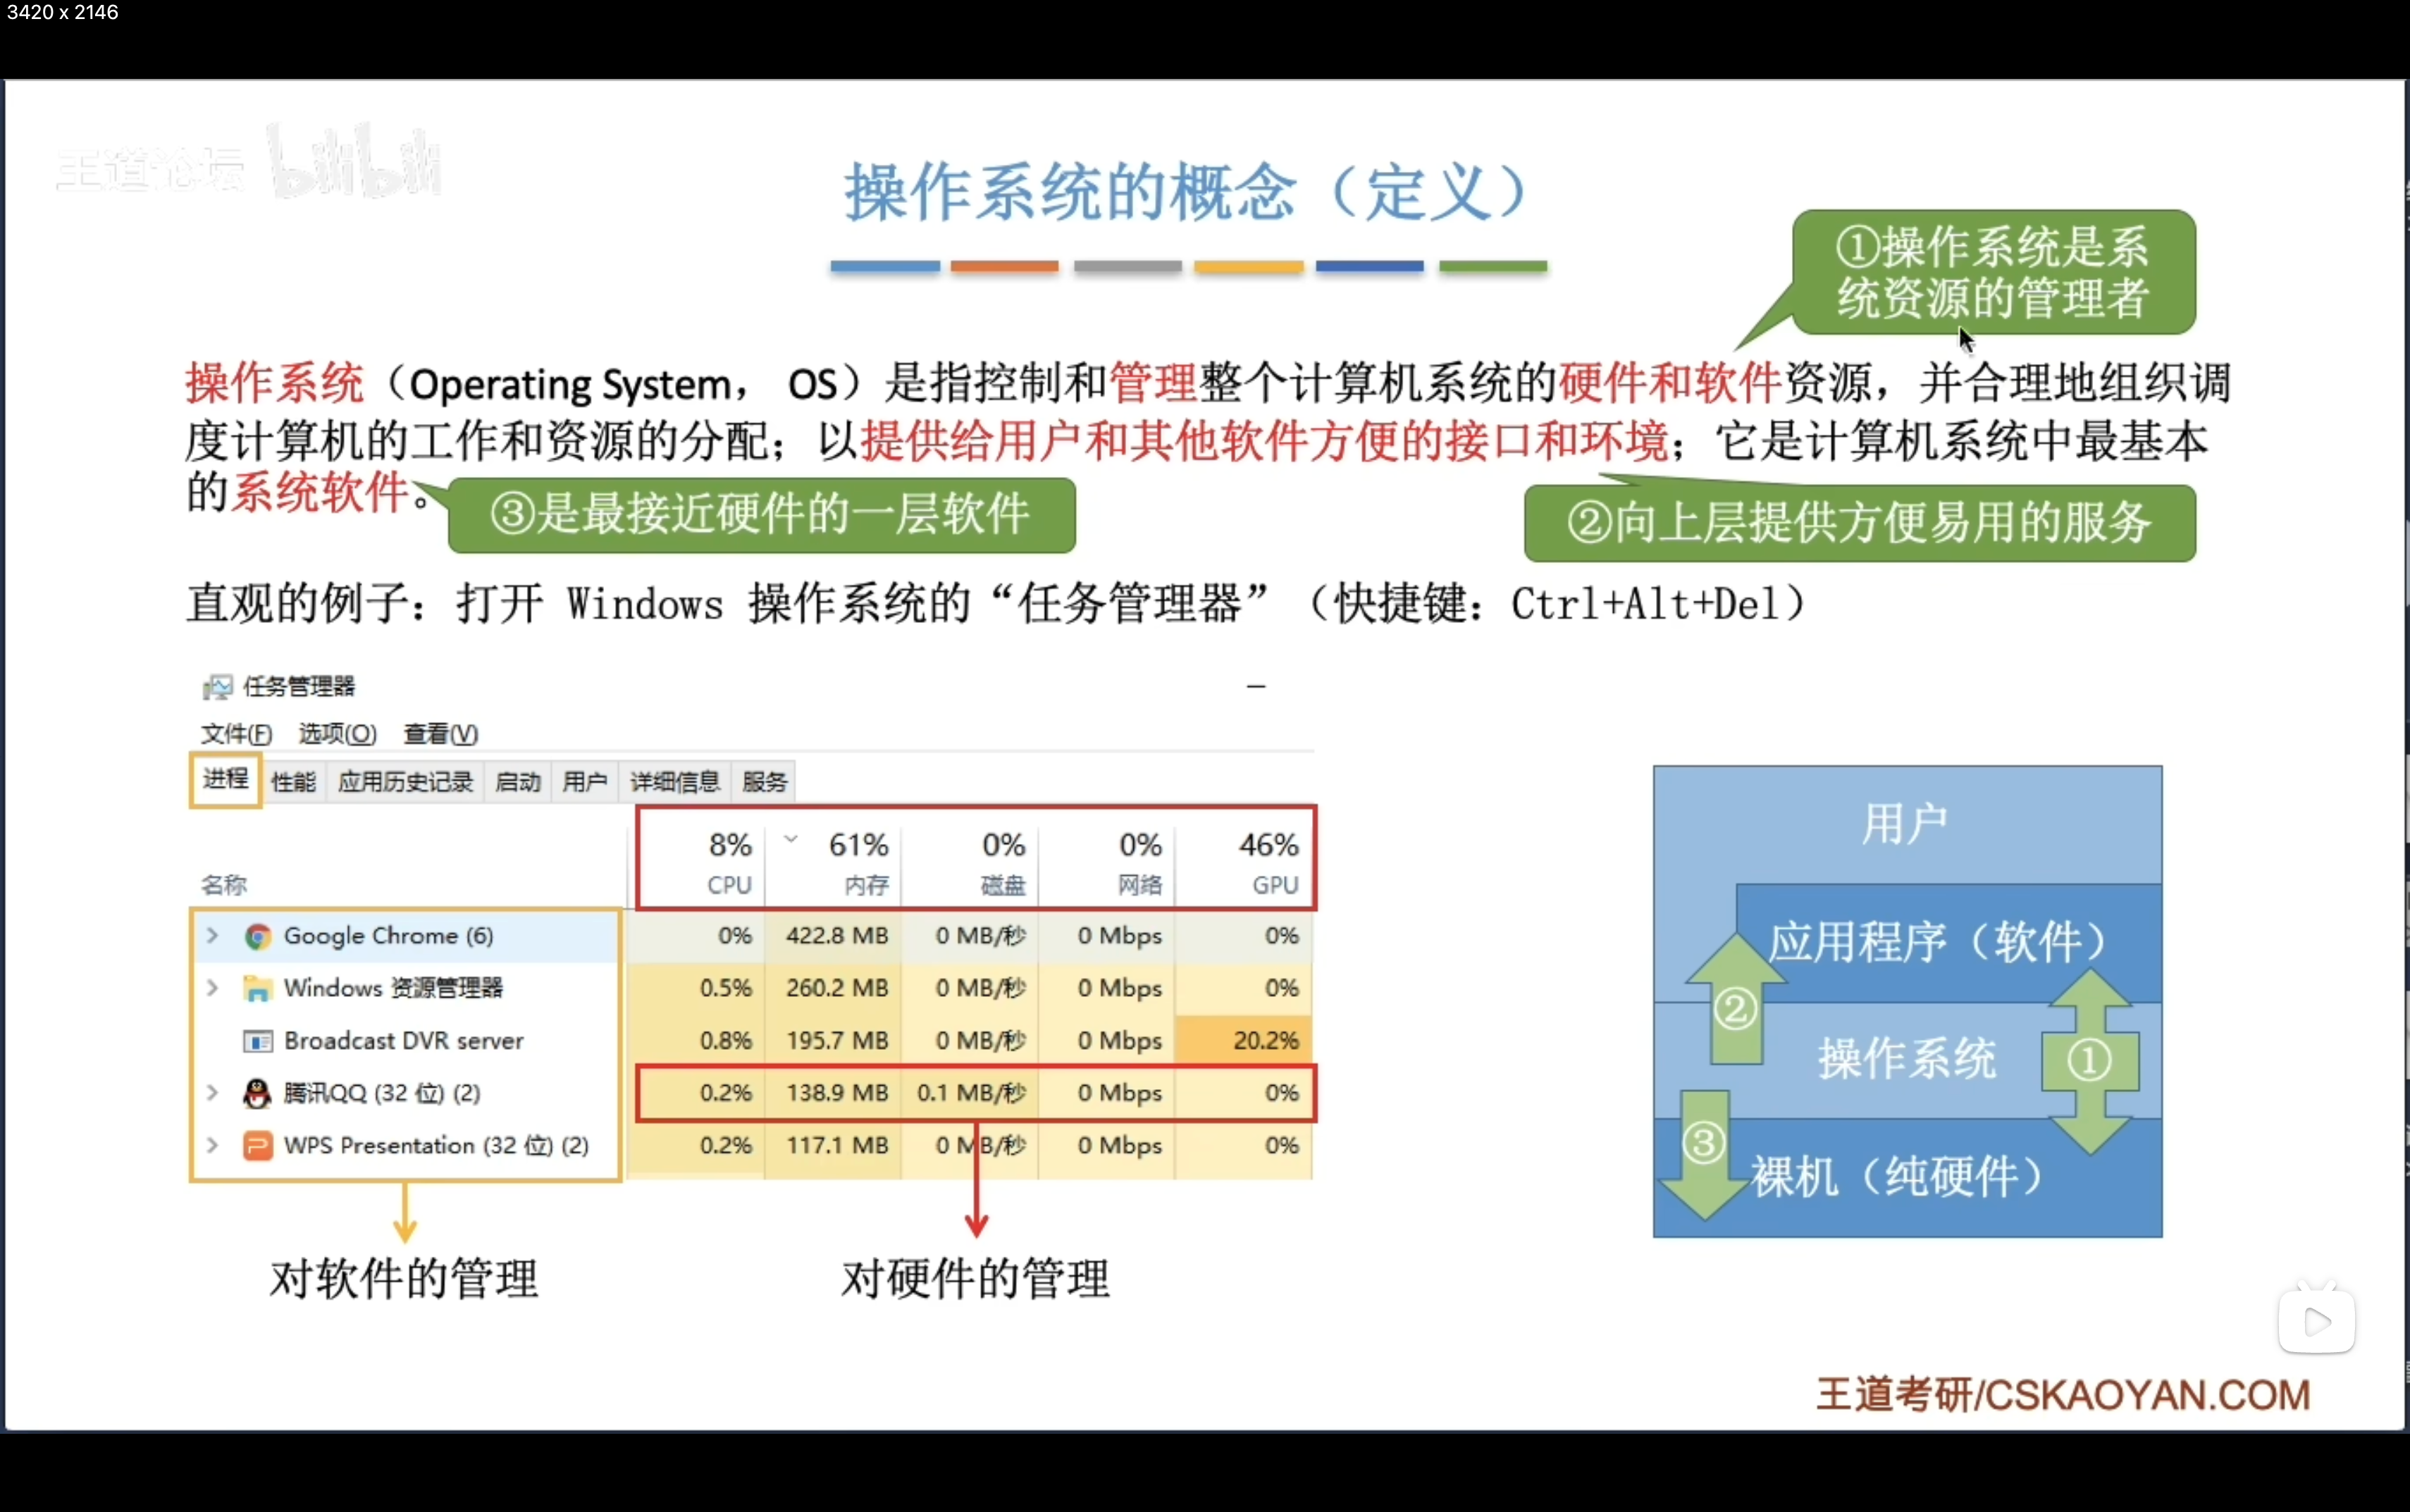 3420 x 2146
王道论坛 bilibili
操作系统的概念（定义）
①操作系统是系
统资源的管理者
操作系统（Operating System， OS）是指控制和管理整个计算机系统的硬件和软件资源，并合理地组织调
度计算机的工作和资源的分配；以提供给用户和其他软件方便的接口和环境；它是计算机系统中最基本
的系统软件。
③是最接近硬件的一层软件
②向上层提供方便易用的服务
直观的例子：打开 Windows 操作系统的“任务管理器”（快捷键：Ctrl+Alt+Del）
任务管理器
文件(F) 选项(O) 查看(V)
进程 性能 应用历史记录 启动 用户 详细信息 服务
8% 61% 0% 0% 46%
名称 CPU 内存 磁盘 网络 GPU
Google Chrome (6) 0% 422.8 MB 0 MB/秒 0 Mbps 0%
Windows 资源管理器 0.5% 260.2 MB 0 MB/秒 0 Mbps 0%
Broadcast DVR server 0.8% 195.7 MB 0 MB/秒 0 Mbps 20.2%
腾讯QQ (32 位) (2) 0.2% 138.9 MB 0.1 MB/秒 0 Mbps 0%
WPS Presentation (32 位) (2) 0.2% 117.1 MB 0 MB/秒 0 Mbps 0%
对软件的管理
对硬件的管理
用户
应用程序（软件）
②
操作系统
①
③
裸机（纯硬件）
王道考研/CSKAOYAN.COM